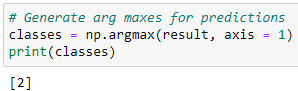 # Generate arg maxes for predictions
classes = np.argmax(result, axis = 1)
print(classes)
[2]